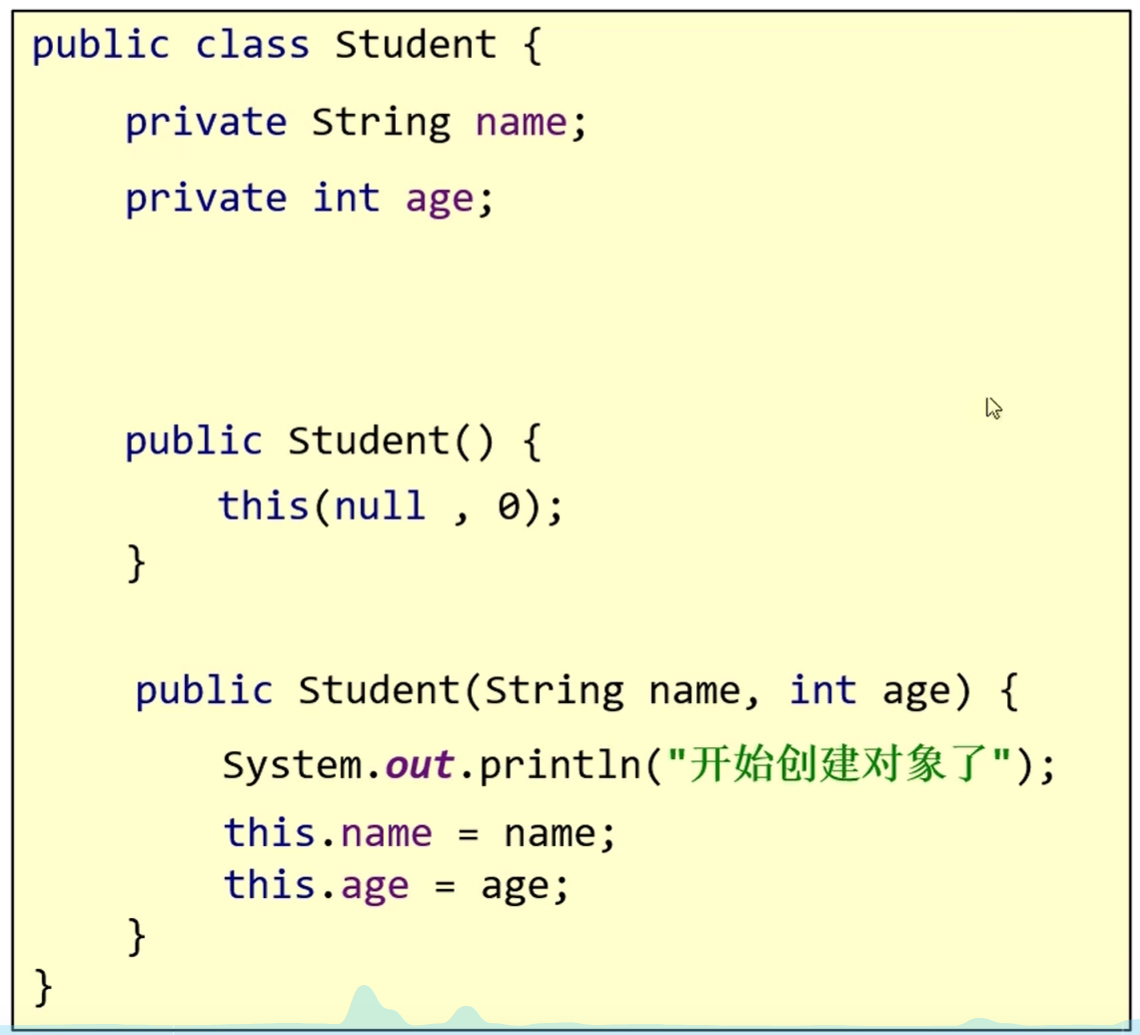 public class Student {
private String name;
private int age;
public Student() {
this(null , 0);
}
public Student(String name, int age) {
System.out.println("开始创建对象了");
this.name = name;
this.age = age;
}
}